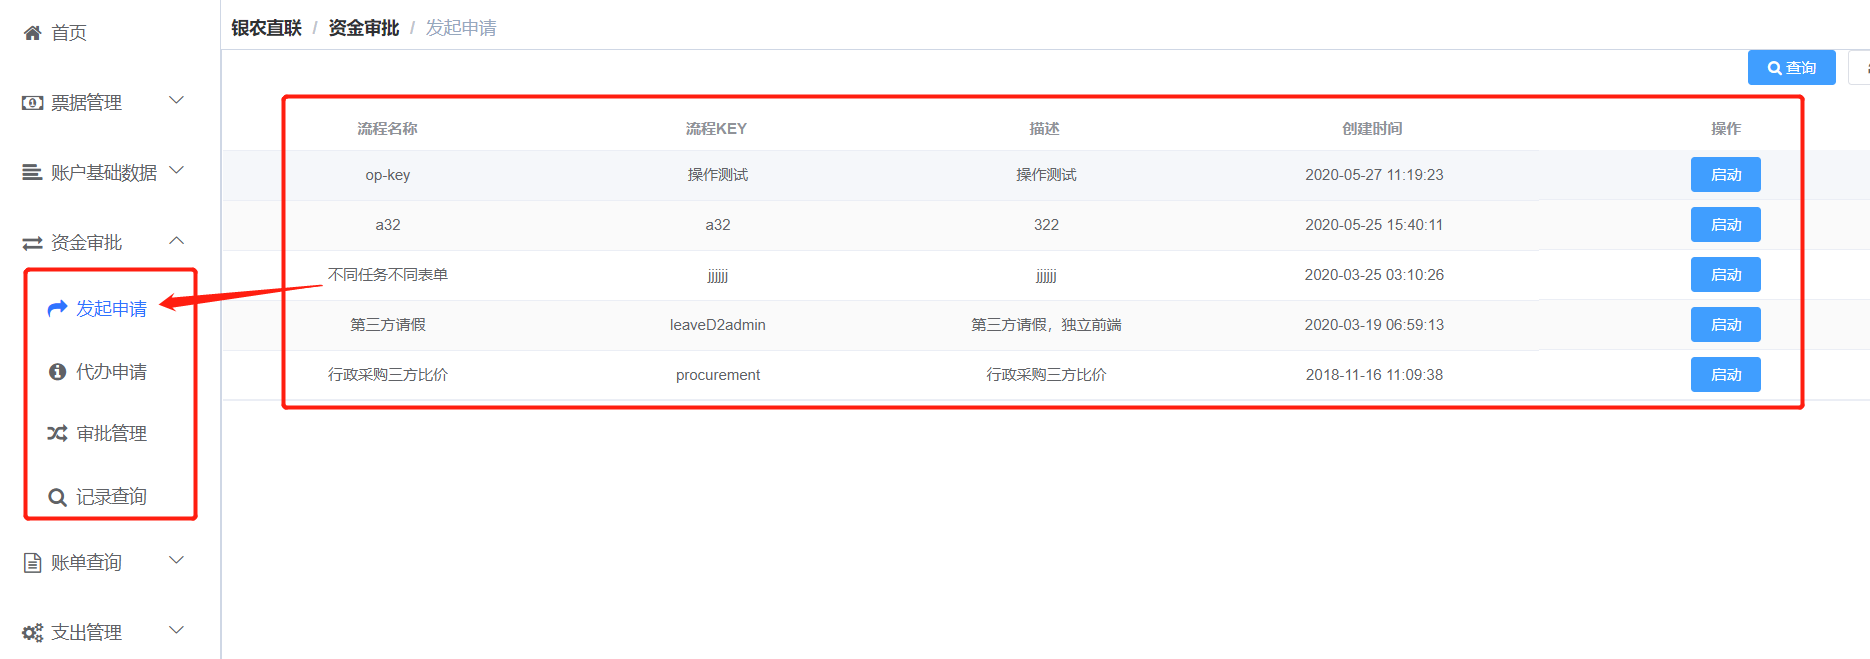 首页
票据管理
账户基础数据
资金审批
发起申请
代办申请
审批管理
记录查询
账单查询
支出管理
银农直联 / 资金审批 / 发起申请
查询
流程名称 流程KEY 描述 创建时间 操作
op-key 操作测试 操作测试 2020-05-27 11:19:23 启动
a32 a32 322 2020-05-25 15:40:11 启动
不同任务不同表单 jjjjjj jjjjjj 2020-03-25 03:10:26 启动
第三方请假 leaveD2admin 第三方请假，独立前端 2020-03-19 06:59:13 启动
行政采购三方比价 procurement 行政采购三方比价 2018-11-16 11:09:38 启动